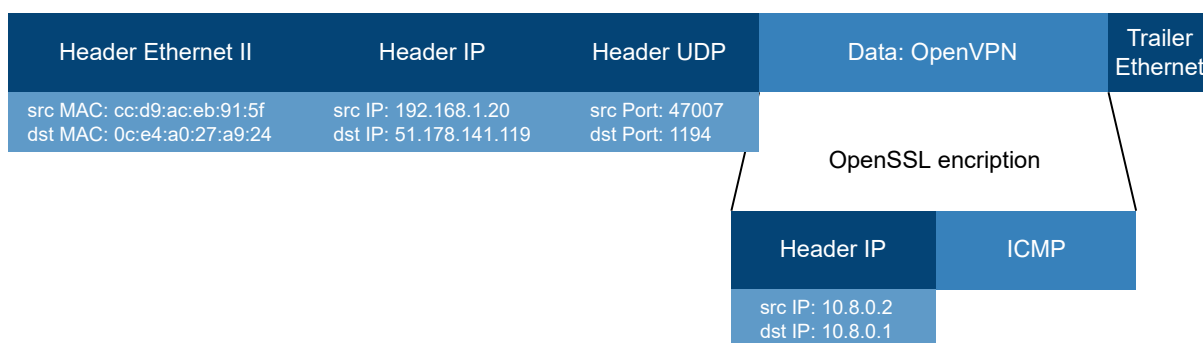 Header Ethernet II
Header IP
Header UDP
Data: OpenVPN
Trailer
Ethernet
src MAC: cc:d9:ac:eb:91:5f
dst MAC: 0c:e4:a0:27:a9:24
src IP: 192.168.1.20
dst IP: 51.178.141.119
src Port: 47007
dst Port: 1194
OpenSSL encription
Header IP
ICMP
src IP: 10.8.0.2
dst IP: 10.8.0.1